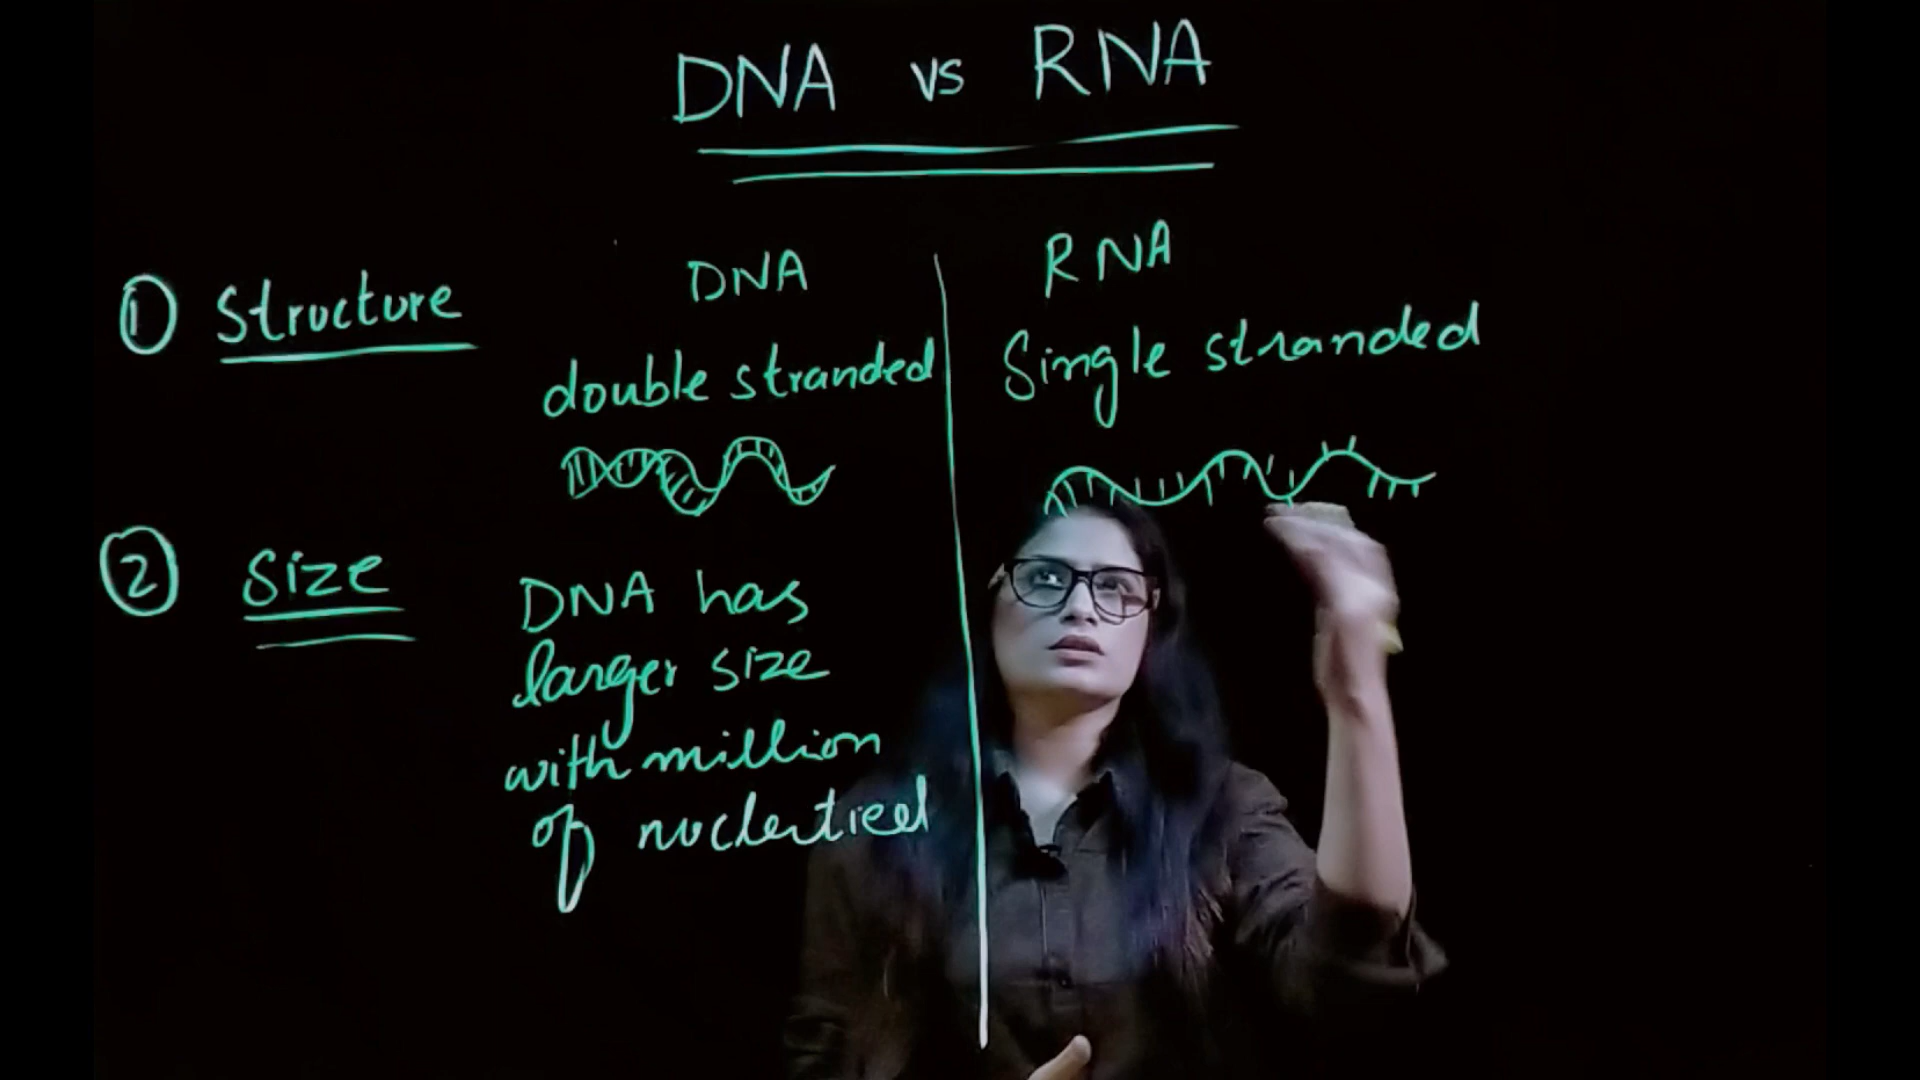 DNA vs RNA
DNA
RNA
① Structure
double stranded
Single stranded
② Size
DNA has
larger size
with million
of nucleotied